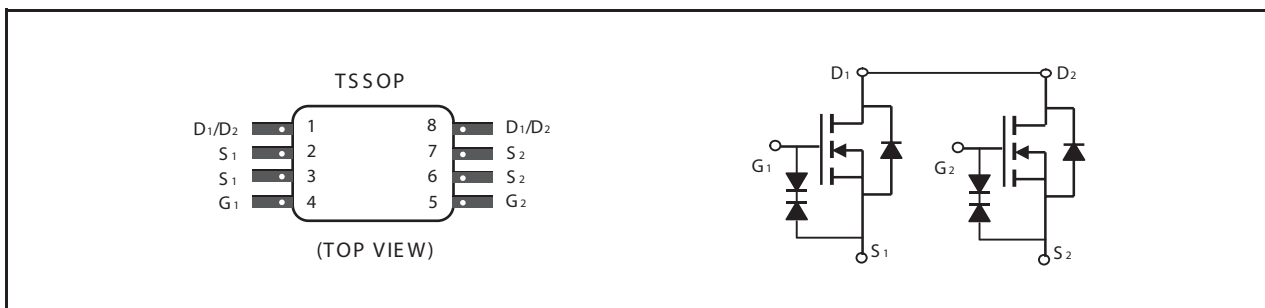 TSSOP
D1/D2 1 8 D1/D2
S1 2 7 S2
S1 3 6 S2
G1 4 5 G2
(TOP VIEW)
D1 D2
G1 G2
S1 S2